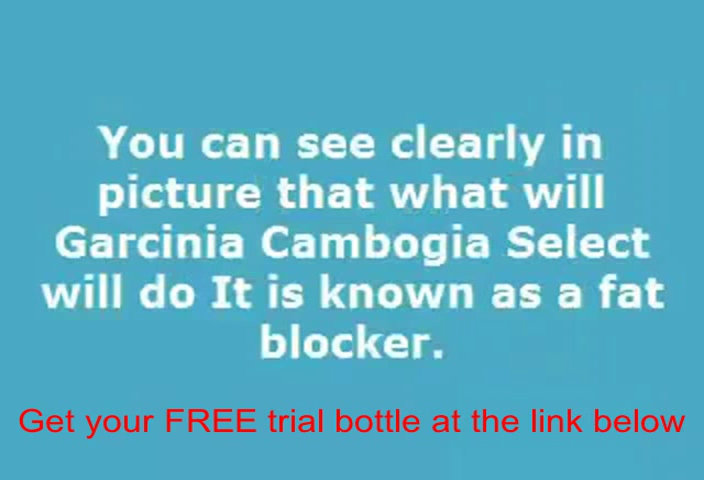 You can see clearly in
picture that what will
Garcinia Cambogia Select
will do It is known as a fat
blocker.
Get your FREE trial bottle at the link below